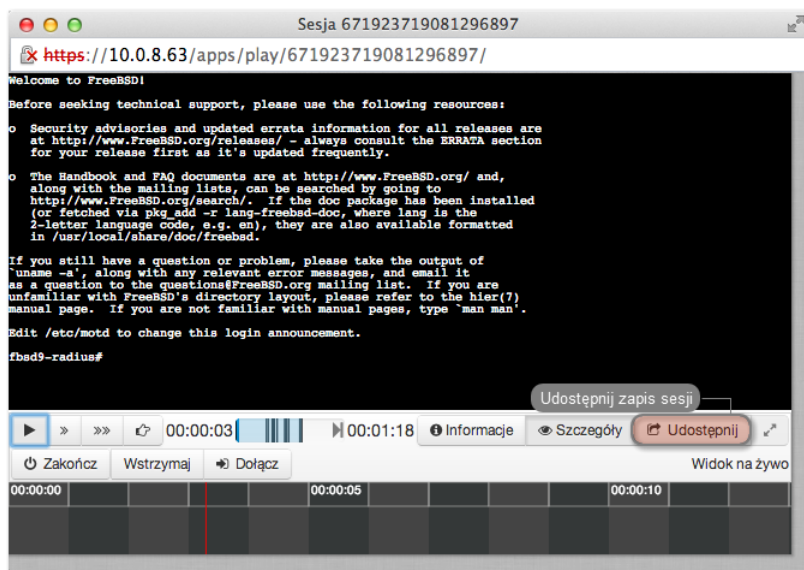 Sesja 671923719081296897
https://10.0.8.63/apps/play/671923719081296897/
Welcome to FreeBSD!
Before seeking technical support, please use the following resources:
o Security advisories and updated errata information for all releases are
at http://www.FreeBSD.org/releases/ - always consult the ERRATA section
for your release first as it's updated frequently.
o The Handbook and FAQ documents are at http://www.FreeBSD.org/ and,
along with the mailing lists, can be searched by going to
http://www.FreeBSD.org/search/. If the doc package has been installed
(or fetched via pkg_add -r lang-freebsd-doc, where lang is the
2-letter language code, e.g. en), they are also available formatted
in /usr/local/share/doc/freebsd.
If you still have a question or problem, please take the output of
`uname -a', along with any relevant error messages, and email it
as a question to the questions@FreeBSD.org mailing list. If you are
unfamiliar with FreeBSD's directory layout, please refer to the hier(7)
manual page. If you are not familiar with manual pages, type `man man'.
Edit /etc/motd to change this login announcement.
fbsd9-radius#
Udostępnij zapis sesji
00:00:03 00:01:18 Informacje Szczegóły Udostępnij
Zakończ Wstrzymaj Dołącz Widok na żywo
00:00:00 00:00:05 00:00:10